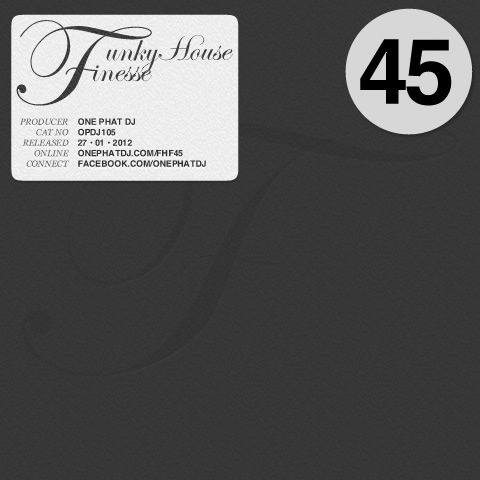 Funky House
Finesse
45
PRODUCER ONE PHAT DJ
CAT NO OPDJ105
RELEASED 27 · 01 · 2012
ONLINE ONEPHATDJ.COM/FHF45
CONNECT FACEBOOK.COM/ONEPHATDJ